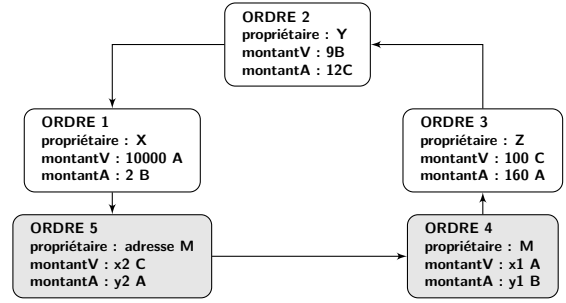 ORDRE 2
propriétaire : Y
montantV : 9B
montantA : 12C
ORDRE 1
propriétaire : X
montantV : 10000 A
montantA : 2 B
ORDRE 3
propriétaire : Z
montantV : 100 C
montantA : 160 A
ORDRE 5
propriétaire : adresse M
montantV : x2 C
montantA : y2 A
ORDRE 4
propriétaire : M
montantV : x1 A
montantA : y1 B